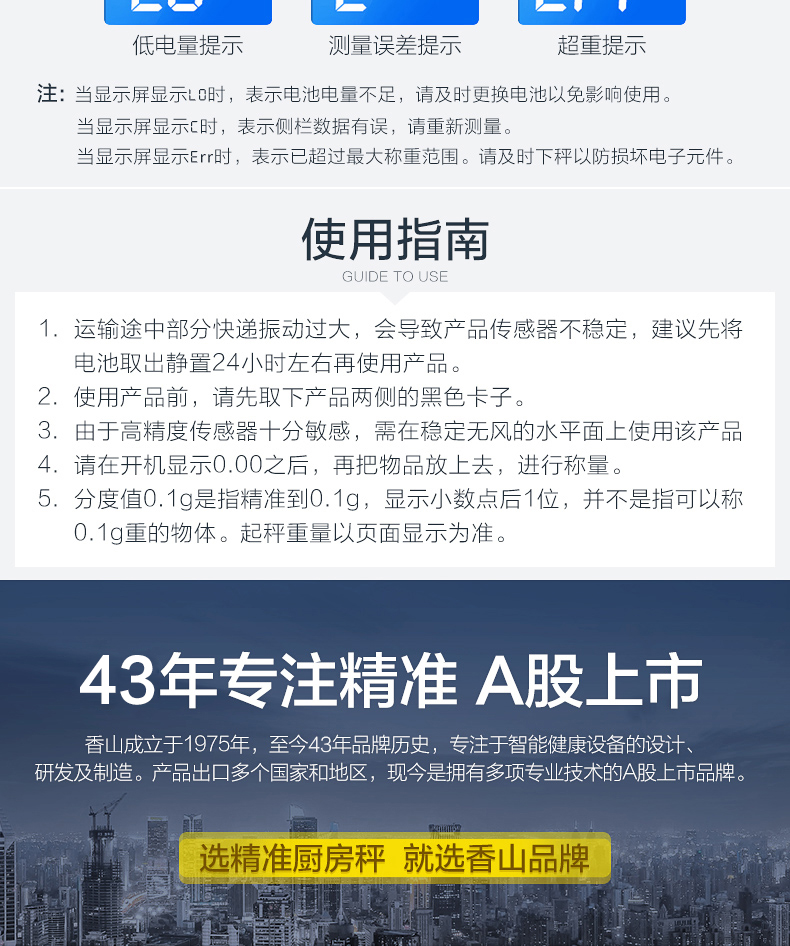 低电量提示 测量误差提示 超重提示
注: 当显示屏显示LO时，表示电池电量不足，请及时更换电池以免影响使用。
当显示屏显示C时，表示侧栏数据有误，请重新测量。
当显示屏显示Err时，表示已超过最大称重范围。请及时下秤以防损坏电子元件。
使用指南
GUIDE TO USE
1. 运输途中部分快递振动过大，会导致产品传感器不稳定，建议先将
电池取出静置24小时左右再使用产品。
2. 使用产品前，请先取下产品两侧的黑色卡子。
3. 由于高精度传感器十分敏感，需在稳定无风的水平面上使用该产品
4. 请在开机显示0.00之后，再把物品放上去，进行称量。
5. 分度值0.1g是指精准到0.1g，显示小数点后1位，并不是指可以称
0.1g重的物体。起秤重量以页面显示为准。
43年专注精准 A股上市
香山成立于1975年，至今43年品牌历史，专注于智能健康设备的设计、
研发及制造。产品出口多个国家和地区，现今是拥有多项专业技术的A股上市品牌。
选精准厨房秤 就选香山品牌